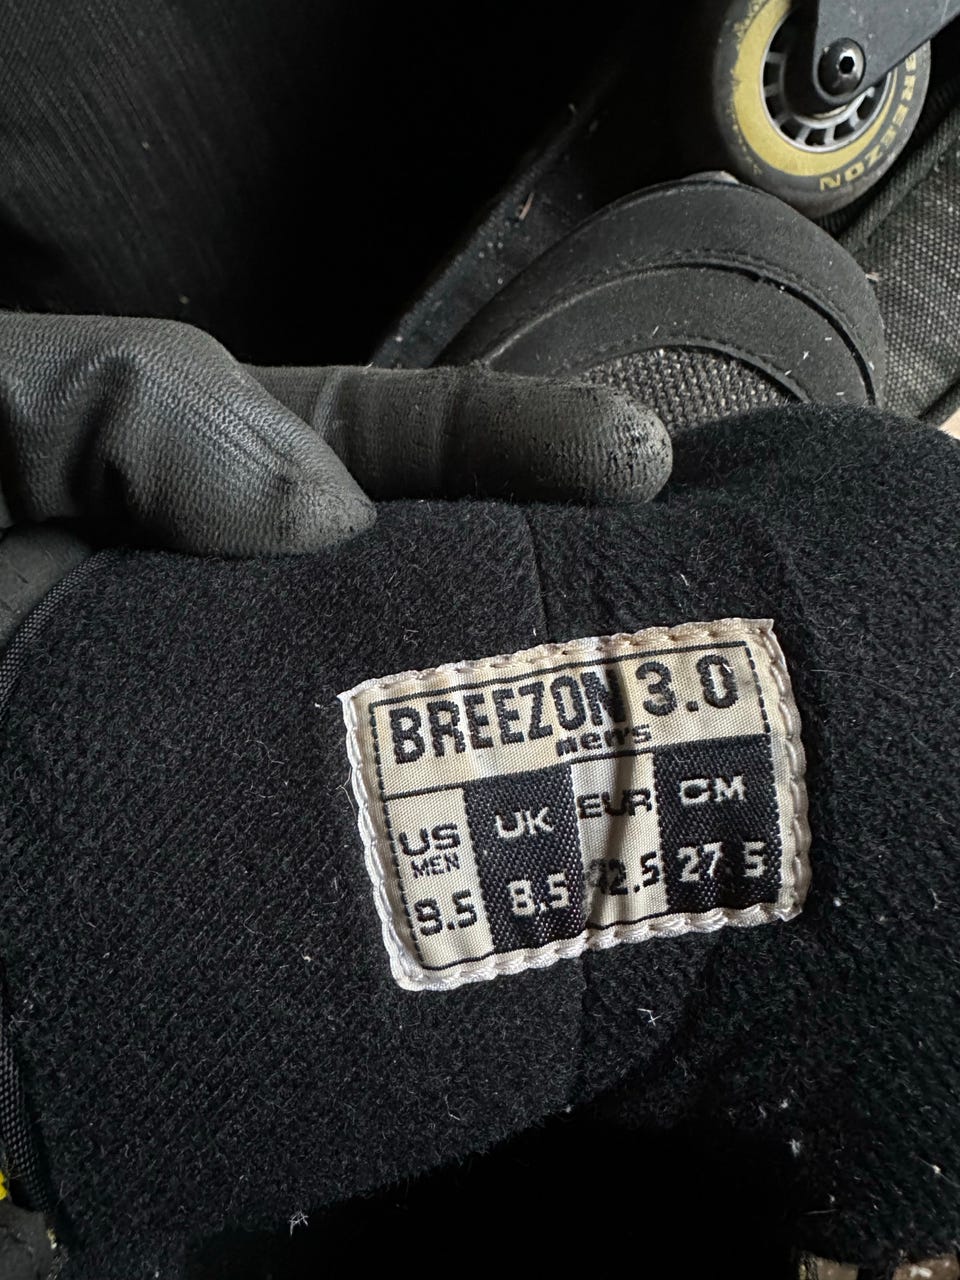 BREEZON
BREEZON 3.0
men's
US UK EUR CM
MEN
9.5 8.5 42.5 27.5